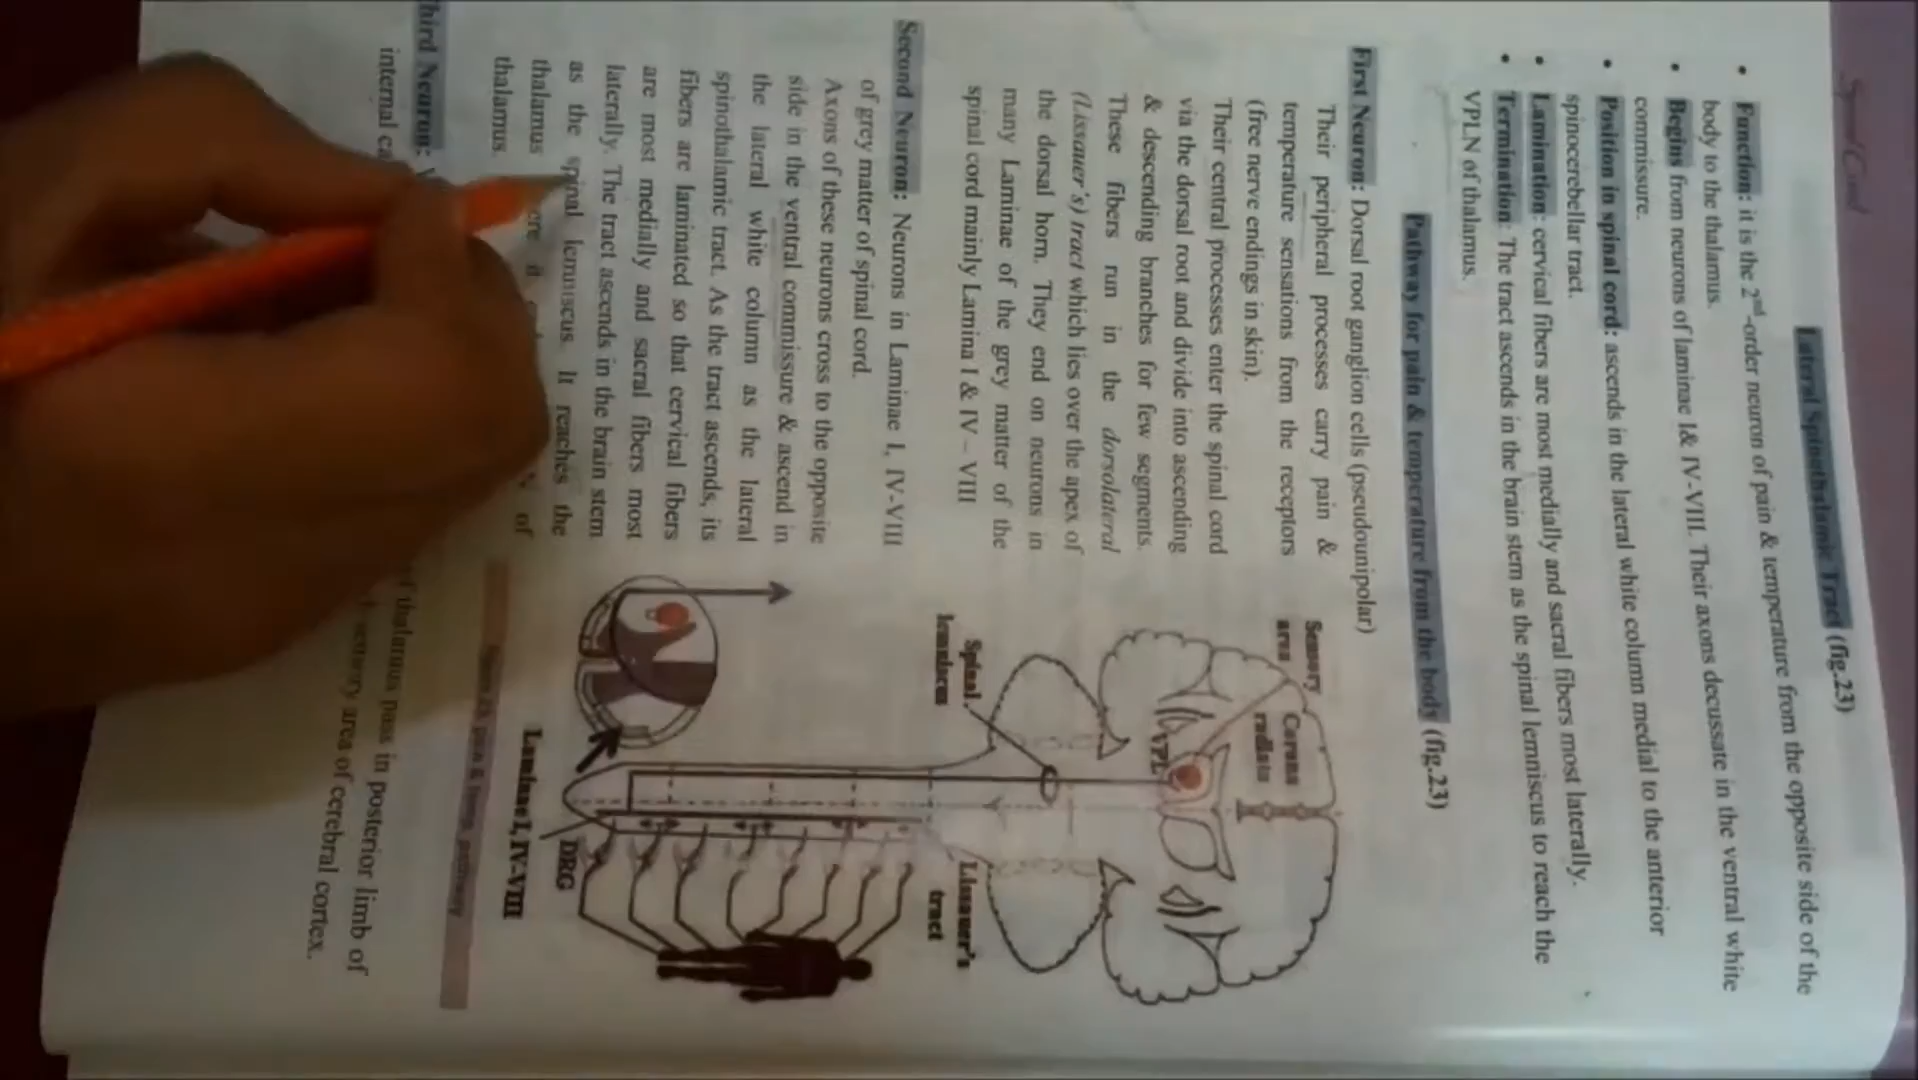 Spinal Cord
Lateral Spinothalamic Tract (fig.23)
• Function: it is the 2nd-order neuron of pain & temperature from the opposite side of the
body to the thalamus.
• Begins from neurons of laminae I& IV-VIII. Their axons decussate in the ventral white
commissure.
• Position in spinal cord: ascends in the lateral white column medial to the anterior
spinocerebellar tract.
• Lamination: cervical fibers are most medially and sacral fibers most laterally.
• Termination: The tract ascends in the brain stem as the spinal lemniscus to reach the
VPLN of thalamus.
Pathway for pain & temperature from the body (fig.23)
First Neuron: Dorsal root ganglion cells (pseudounipolar)
Their peripheral processes carry pain &
temperature sensations from the receptors
(free nerve endings in skin).
Their central processes enter the spinal cord
via the dorsal root and divide into ascending
& descending branches for few segments.
These fibers run in the dorsolateral
(Lissauer's) tract which lies over the apex of
the dorsal horn. They end on neurons in
many Laminae of the grey matter of the
spinal cord mainly Lamina I & IV – VIII
Second Neuron: Neurons in Laminae I, IV-VIII
of grey matter of spinal cord.
Axons of these neurons cross to the opposite
side in the ventral commissure & ascend in
the lateral white column as the lateral
spinothalamic tract. As the tract ascends, its
fibers are laminated so that cervical fibers
are most medially and sacral fibers most
laterally. The tract ascends in the brain stem
as the spinal lemniscus. It reaches the
thalamus of
thalamus.
Third Neuron: of thalamus pass in posterior limb of
internal sensory area of cerebral cortex.
Sensory
area
Corona
radiata
VPL
Spinal
lemniscus
Lissauer's
tract
DRG
Laminae I, IV-VIII
pain & temp. pathway